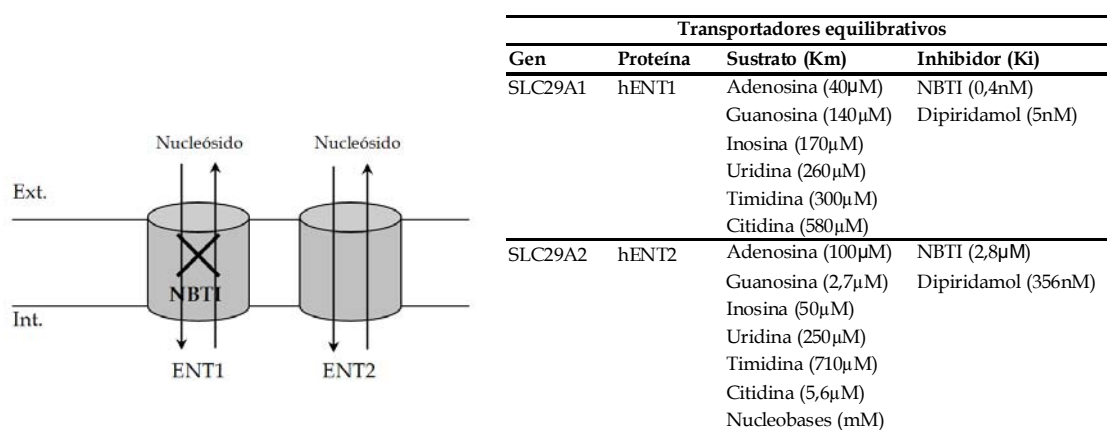 Nucleósido Nucleósido
Ext.
NBTI
Int.
ENT1 ENT2
Transportadores equilibrativos
Gen Proteína Sustrato (Km) Inhibidor (Ki)
SLC29A1 hENT1 Adenosina (40μM) NBTI (0,4nM)
Guanosina (140μM) Dipiridamol (5nM)
Inosina (170μM)
Uridina (260μM)
Timidina (300μM)
Citidina (580μM)
SLC29A2 hENT2 Adenosina (100μM) NBTI (2,8μM)
Guanosina (2,7μM) Dipiridamol (356nM)
Inosina (50μM)
Uridina (250μM)
Timidina (710μM)
Citidina (5,6μM)
Nucleobases (mM)